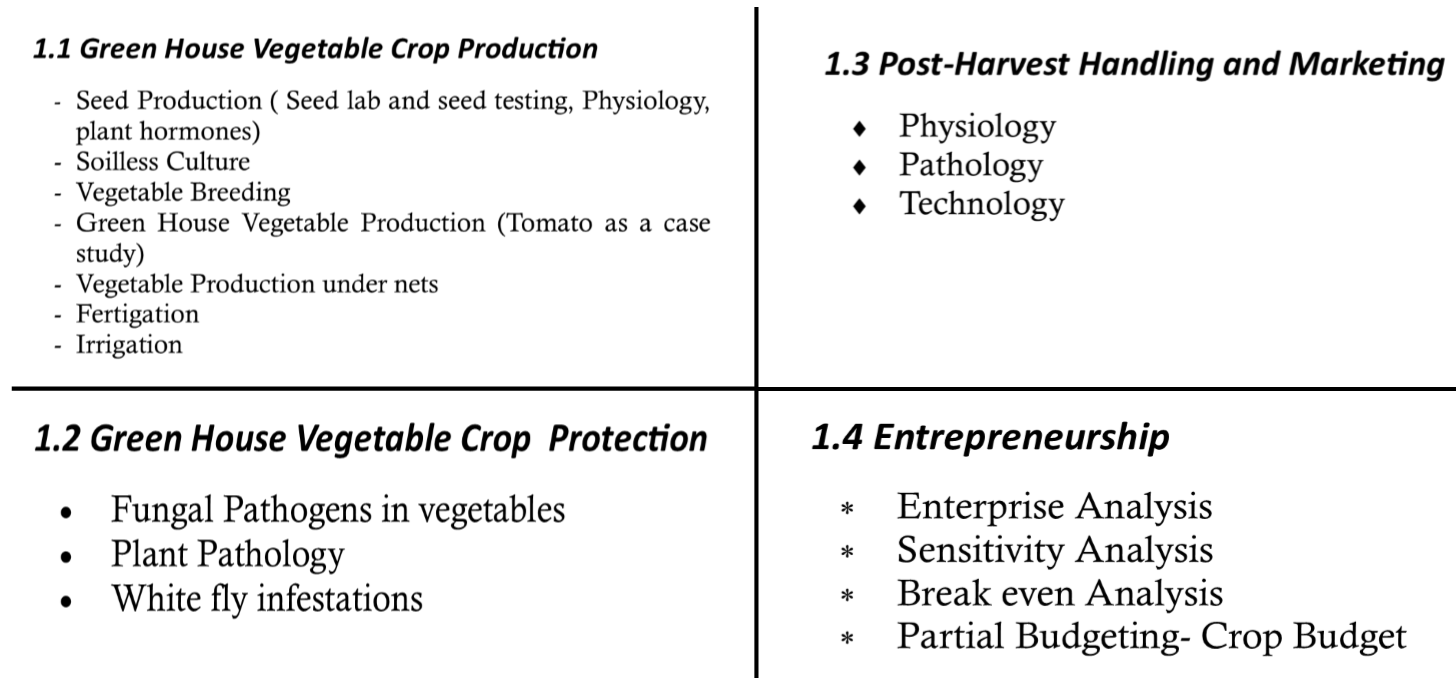 1.1 Green House Vegetable Crop Production
- Seed Production ( Seed lab and seed testing, Physiology,
plant hormones)
- Soilless Culture
- Vegetable Breeding
- Green House Vegetable Production (Tomato as a case
study)
- Vegetable Production under nets
- Fertigation
- Irrigation
1.2 Green House Vegetable Crop Protection
• Fungal Pathogens in vegetables
• Plant Pathology
• White fly infestations
1.3 Post-Harvest Handling and Marketing
♦ Physiology
♦ Pathology
♦ Technology
1.4 Entrepreneurship
* Enterprise Analysis
* Sensitivity Analysis
* Break even Analysis
* Partial Budgeting- Crop Budget